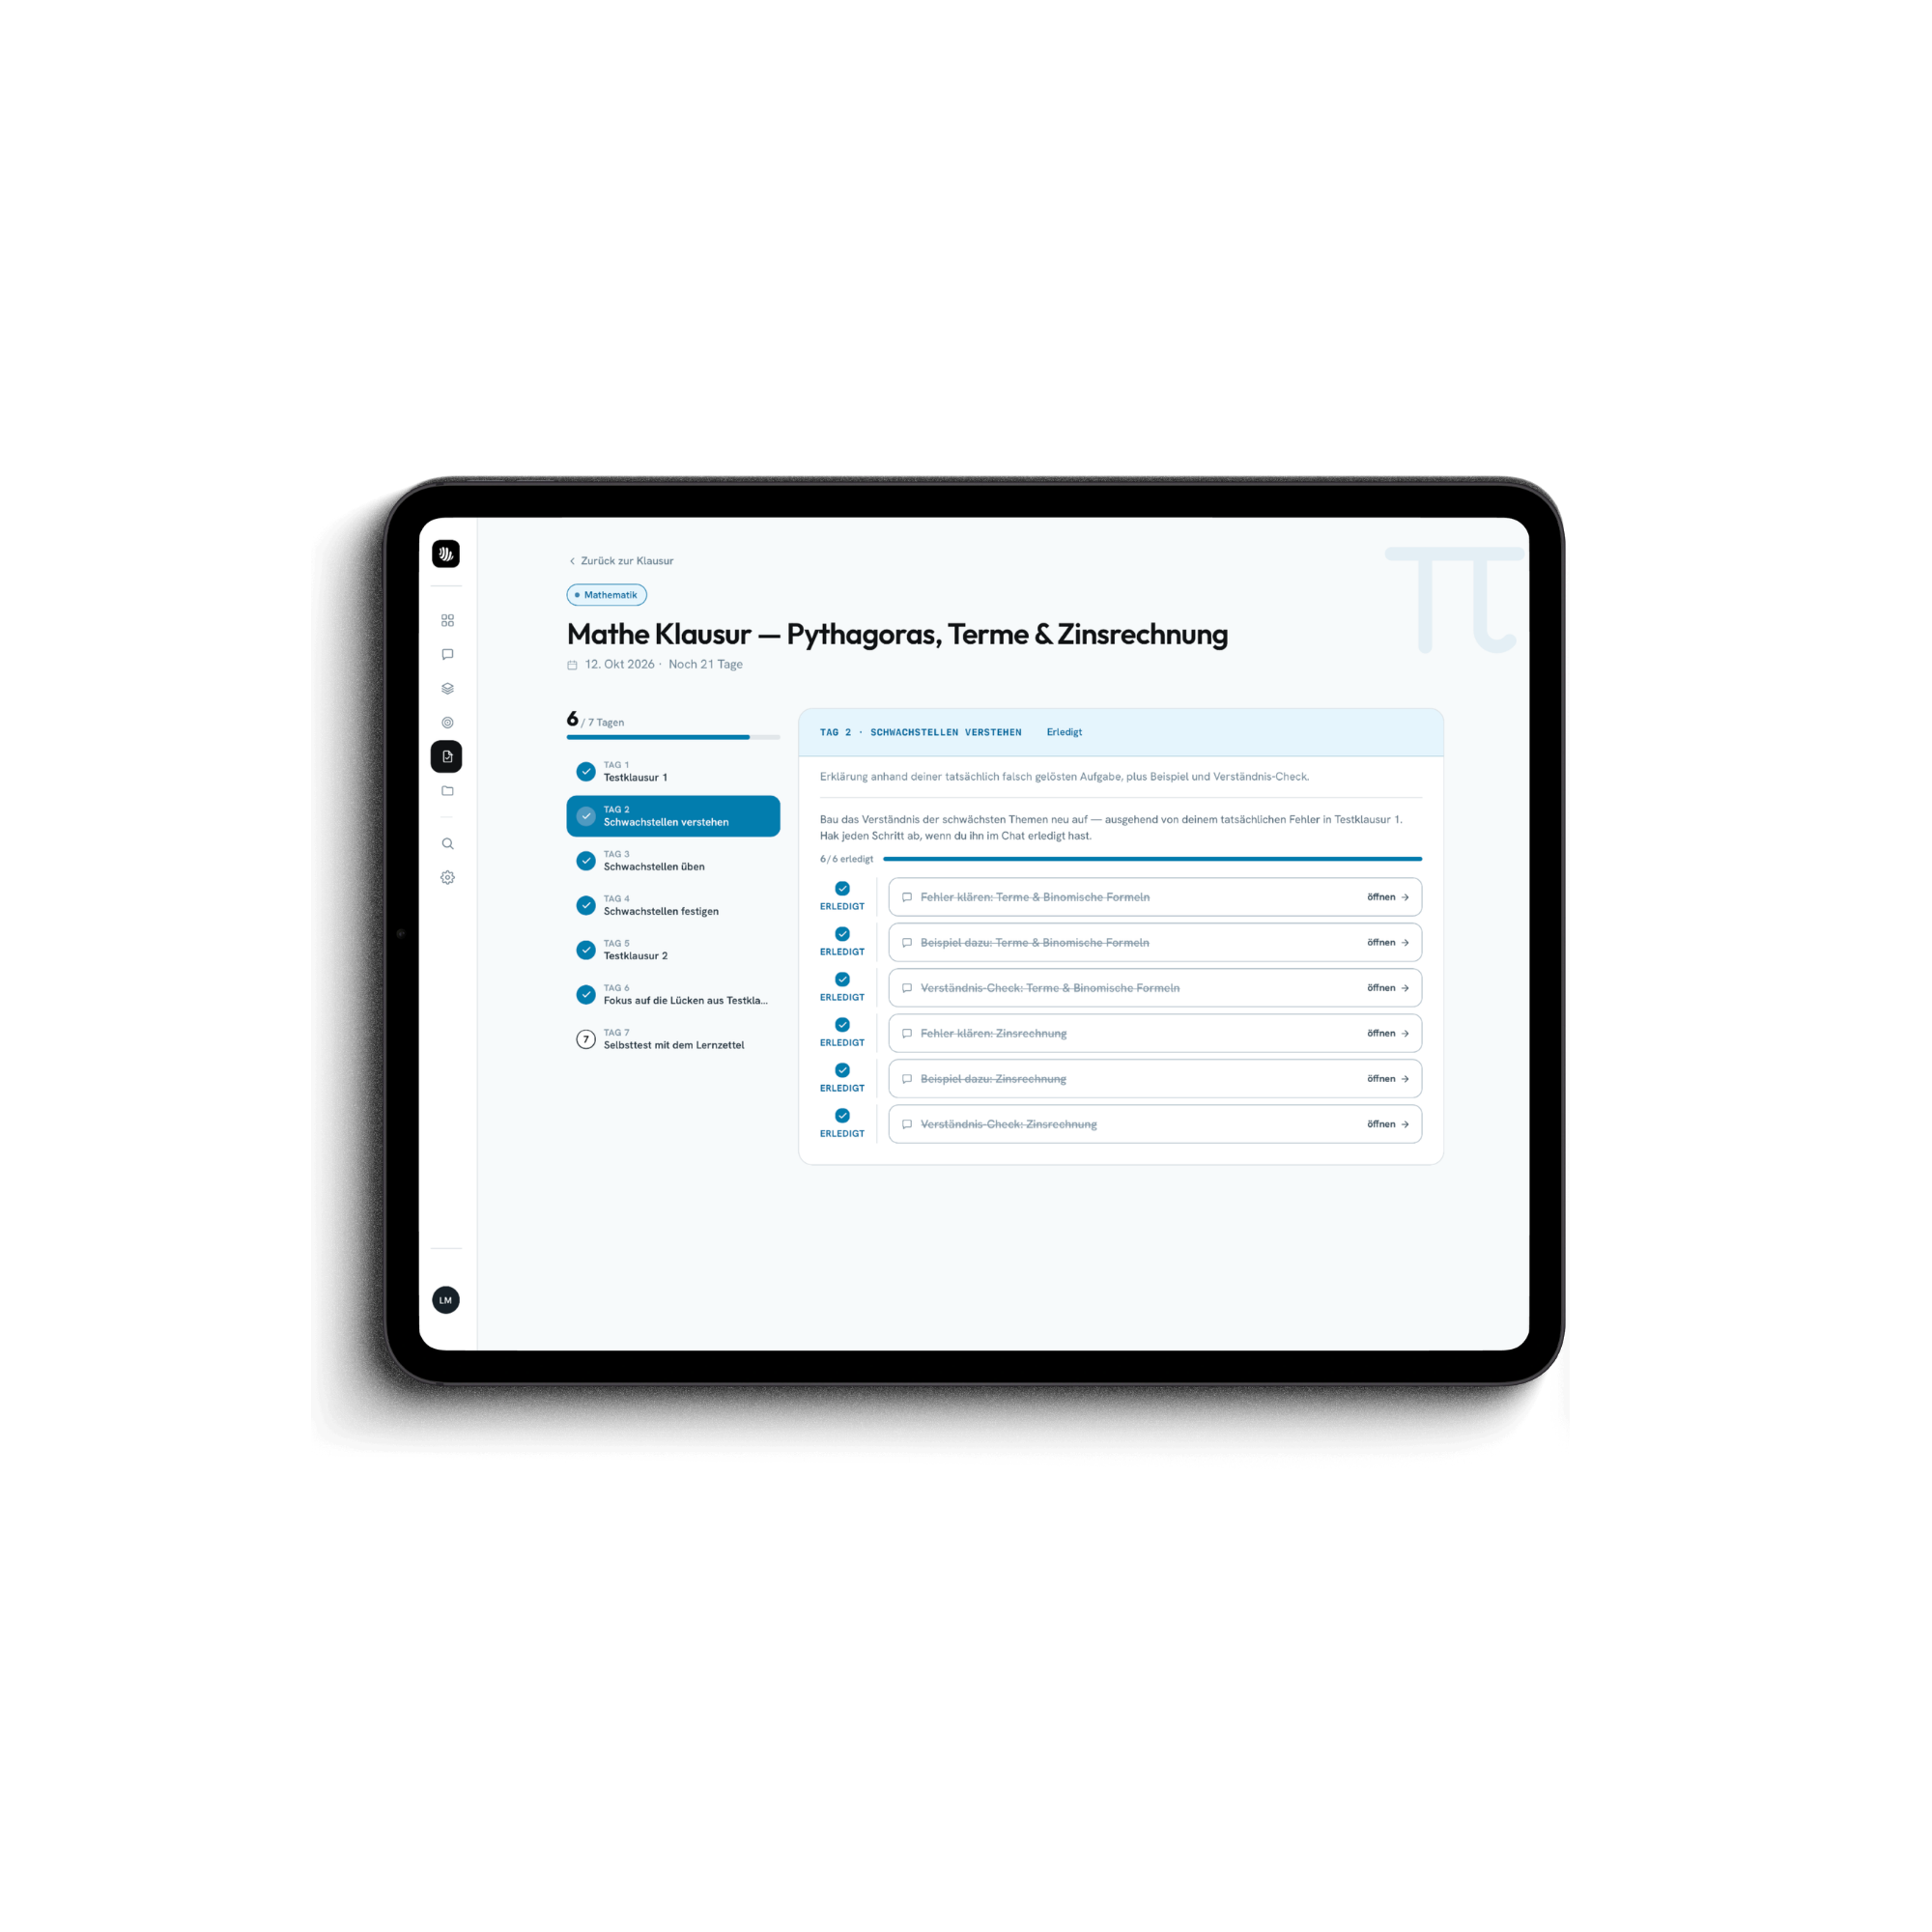 Zurück zur Klausur
Mathematik
Mathe Klausur — Pythagoras, Terme & Zinsrechnung
12. Okt 2026 · Noch 21 Tage
6 / 7 Tagen
TAG 1
Testklausur 1
TAG 2
Schwachstellen verstehen
TAG 3
Schwachstellen üben
TAG 4
Schwachstellen festigen
TAG 5
Testklausur 2
TAG 6
Fokus auf die Lücken aus Testkla...
7
TAG 7
Selbsttest mit dem Lernzettel
TAG 2 · SCHWACHSTELLEN VERSTEHEN Erledigt
Erklärung anhand deiner tatsächlich falsch gelösten Aufgabe, plus Beispiel und Verständnis-Check.
Bau das Verständnis der schwächsten Themen neu auf — ausgehend von deinem tatsächlichen Fehler in Testklausur 1.
Hak jeden Schritt ab, wenn du ihn im Chat erledigt hast.
6/6 erledigt
ERLEDIGT
Fehler klären: Terme & Binomische Formeln öffnen →
ERLEDIGT
Beispiel dazu: Terme & Binomische Formeln öffnen →
ERLEDIGT
Verständnis-Check: Terme & Binomische Formeln öffnen →
ERLEDIGT
Fehler klären: Zinsrechnung öffnen →
ERLEDIGT
Beispiel dazu: Zinsrechnung öffnen →
ERLEDIGT
Verständnis-Check: Zinsrechnung öffnen →
π
LM